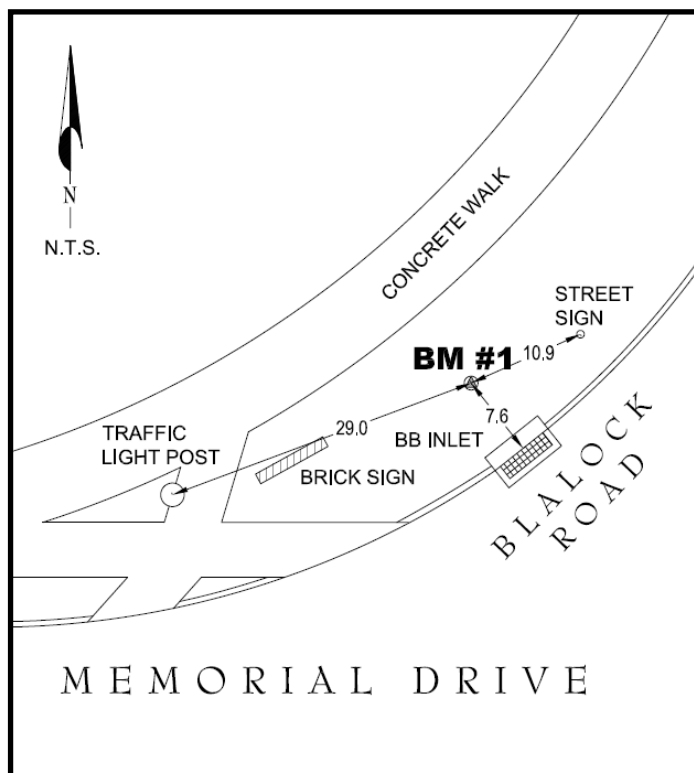 N
N.T.S.
CONCRETE WALK
STREET
SIGN
BM #1
10.9
7.6
29.0
TRAFFIC
LIGHT POST
BB INLET
BRICK SIGN
BLALOCK
ROAD
MEMORIAL DRIVE